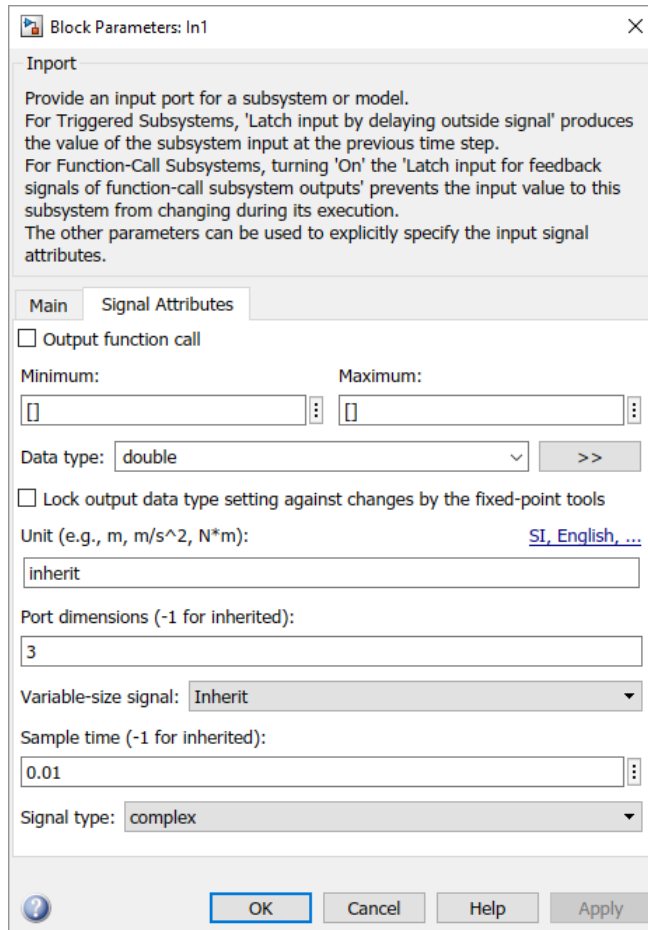 Block Parameters: In1
Inport
Provide an input port for a subsystem or model.
For Triggered Subsystems, 'Latch input by delaying outside signal' produces
the value of the subsystem input at the previous time step.
For Function-Call Subsystems, turning 'On' the 'Latch input for feedback
signals of function-call subsystem outputs' prevents the input value to this
subsystem from changing during its execution.
The other parameters can be used to explicitly specify the input signal
attributes.
Main Signal Attributes
Output function call
Minimum: Maximum:
[] []
Data type: double >>
Lock output data type setting against changes by the fixed-point tools
Unit (e.g., m, m/s^2, N*m): SI, English, ...
inherit
Port dimensions (-1 for inherited):
3
Variable-size signal: Inherit
Sample time (-1 for inherited):
0.01
Signal type: complex
? OK Cancel Help Apply